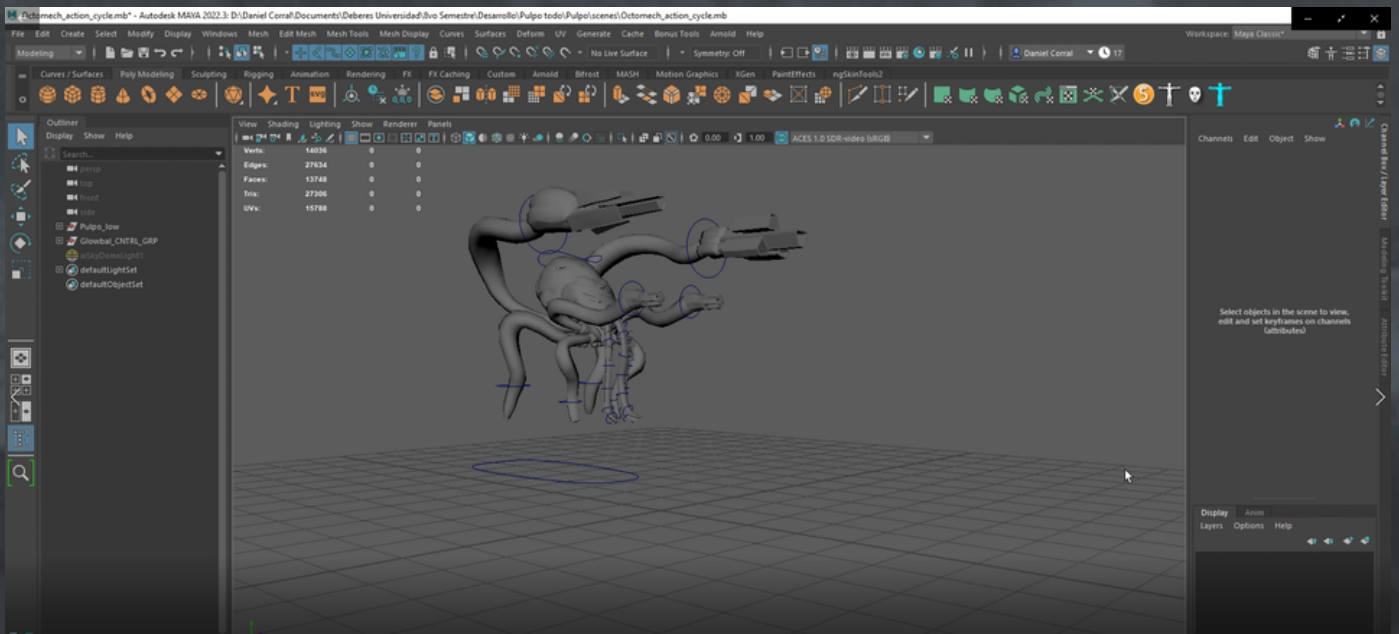 Octomech_action_cycle.mb* - Autodesk MAYA 2022.3: D:\Daniel Corral\Documents\Deberes Universidad\8vo Semestre\Desarrollo\Pulpo todo\Pulpo\scenes\Octomech_action_cycle.mb
File Edit Create Select Modify Display Windows Mesh Edit Mesh Mesh Tools Mesh Display Curves Surfaces Deform UV Generate Cache Bonus Tools Arnold Help Workspace: Maya Classic*
Modeling No Live Surface Symmetry: Off Daniel Corral 17
Curves / Surfaces Poly Modeling Sculpting Rigging Animation Rendering FX FX Caching Custom Arnold Bifrost MASH Motion Graphics XGen PaintEffects ngSkinTools2
T SVG
Outliner
Display Show Help
Search...
persp
top
front
side
Pulpo_low
Glowbal_CNTRL_GRP
aiSkyDomeLight1
defaultLightSet
defaultObjectSet
View Shading Lighting Show Renderer Panels
0.00 1.00 ACES 1.0 SDR-video (sRGB)
Verts: 14036 0 0
Edges: 27634 0 0
Faces: 13748 0 0
Tris: 27306 0 0
UVs: 15788 0 0
Channels Edit Object Show
Channel Box / Layer Editor
Modeling Toolkit
Attribute Editor
Select objects in the scene to view,
edit and set keyframes on channels
(attributes)
Display Anim
Layers Options Help